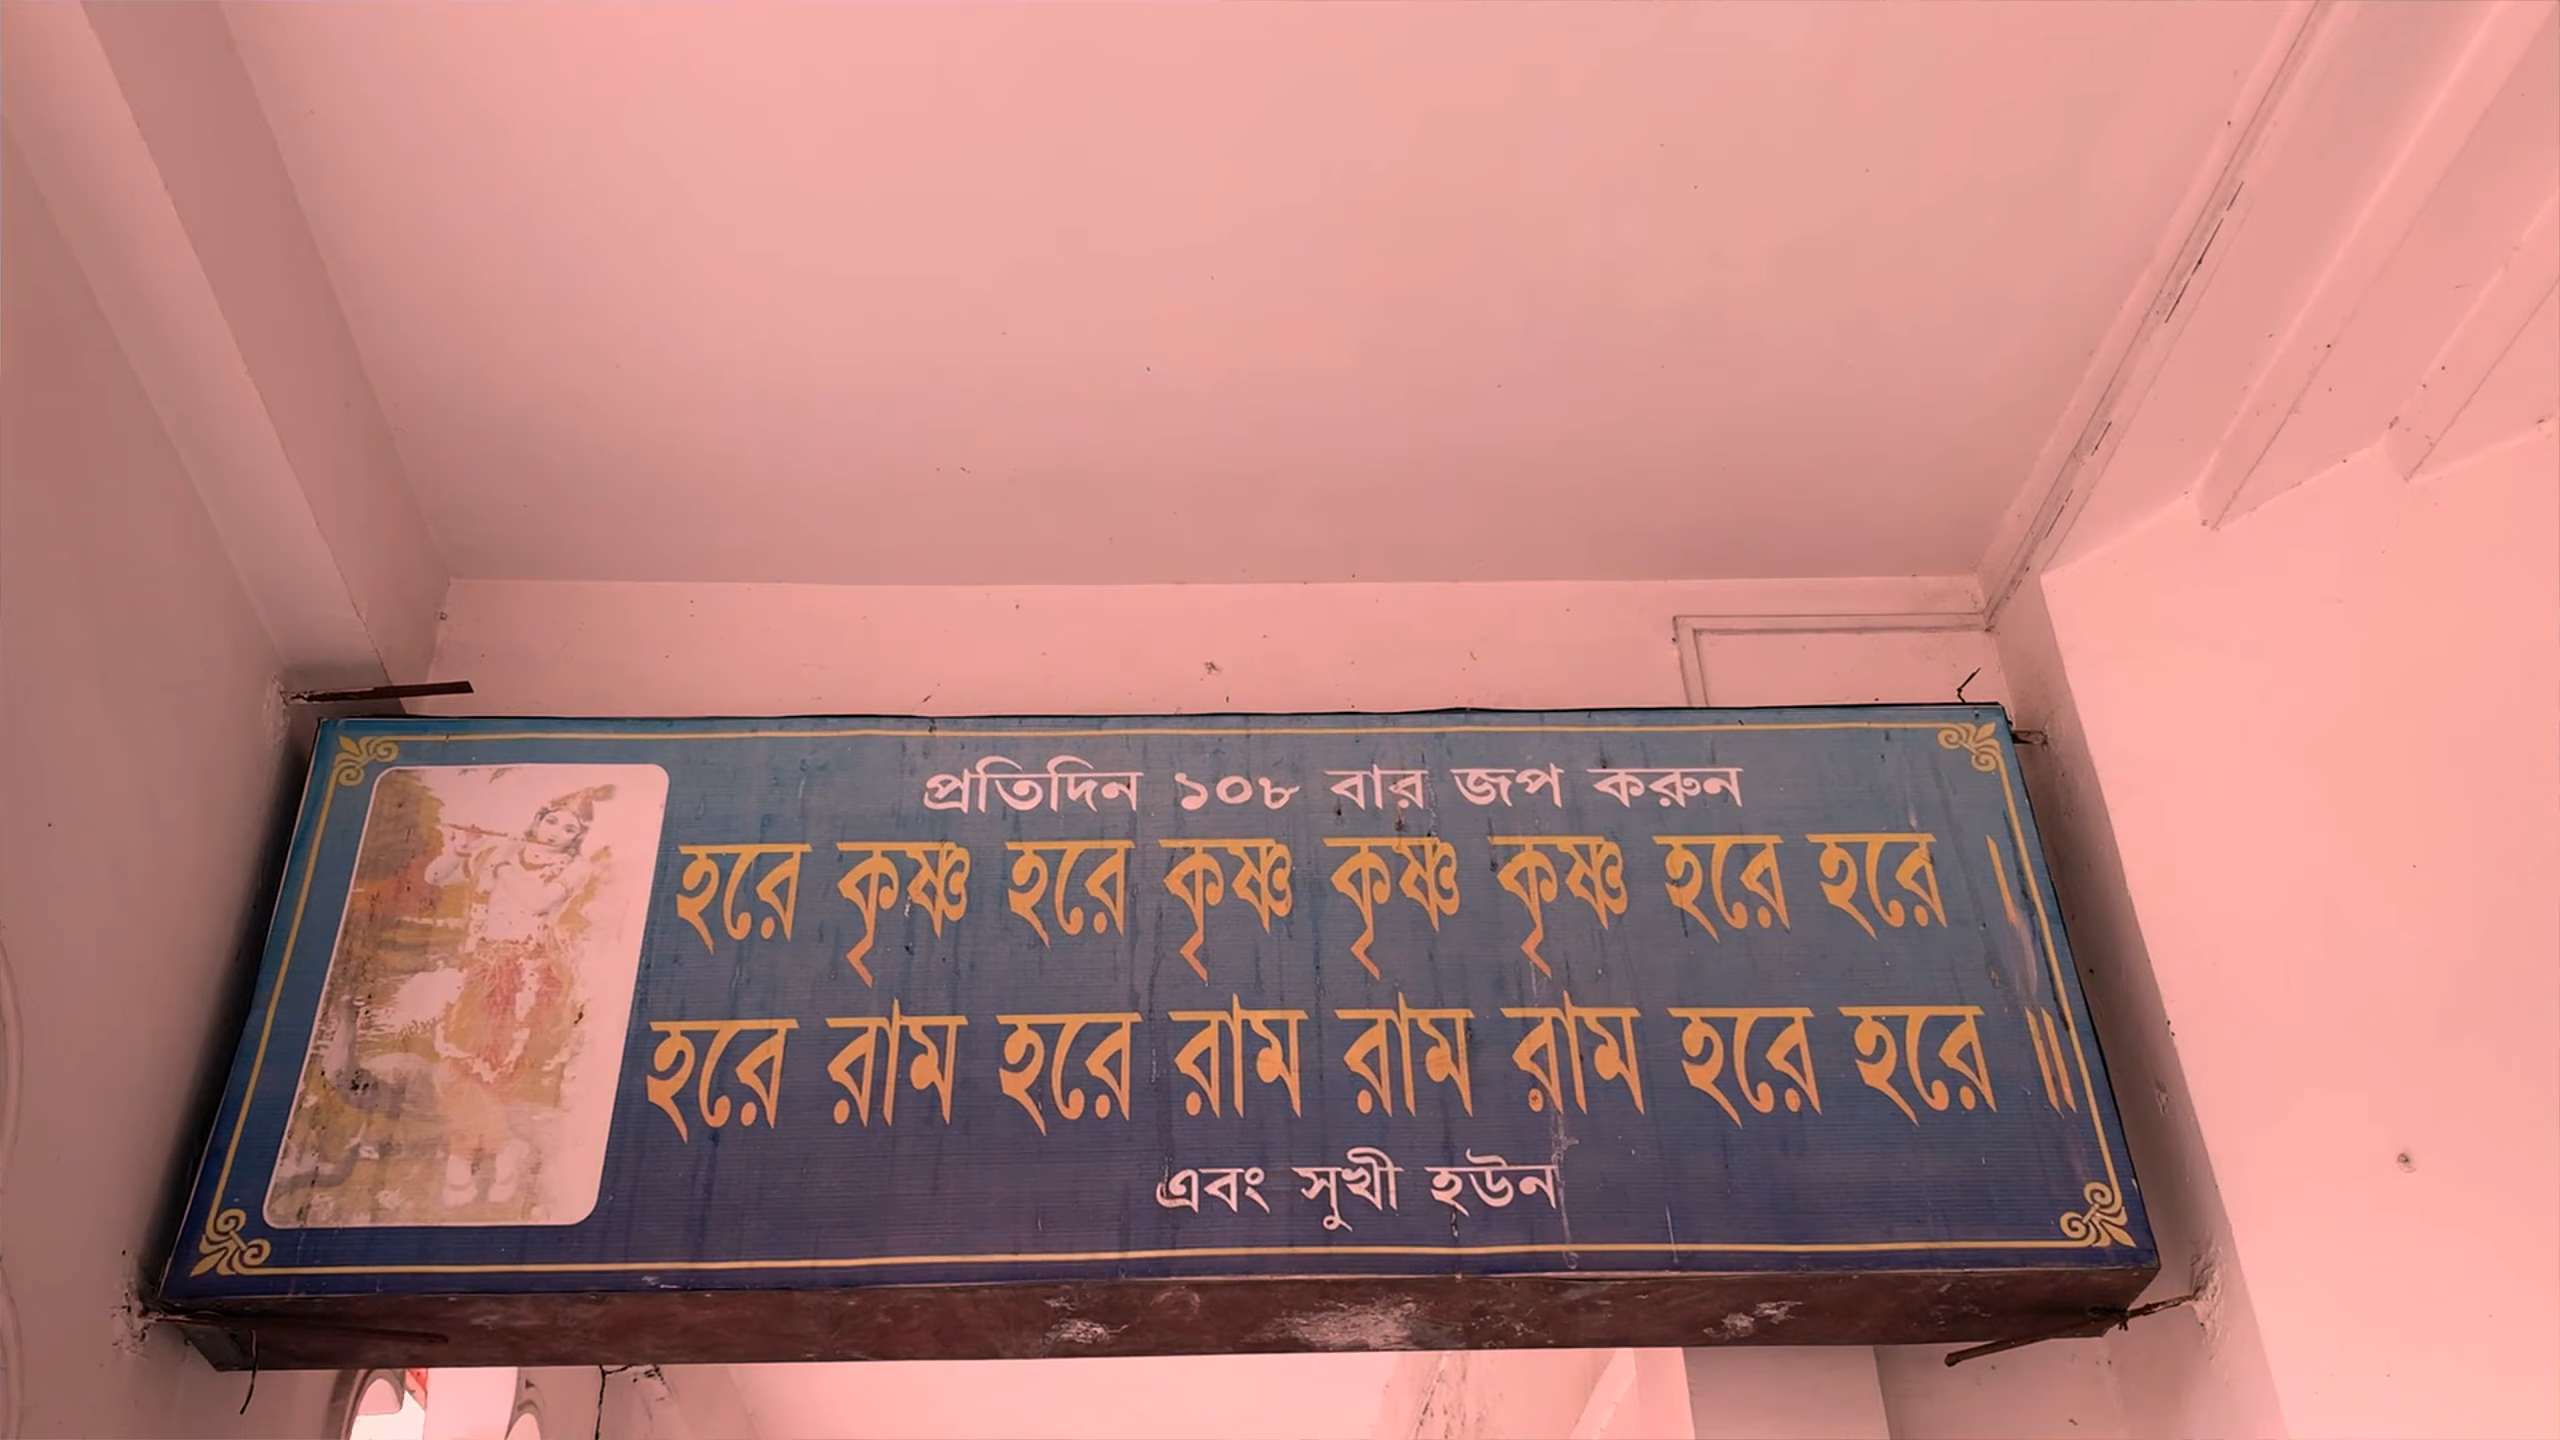 প্রতিদিন ১০৮ বার জপ করুন
হরে কৃষ্ণ হরে কৃষ্ণ কৃষ্ণ কৃষ্ণ হরে হরে ।
হরে রাম হরে রাম রাম রাম হরে হরে ॥
এবং সুখী হউন